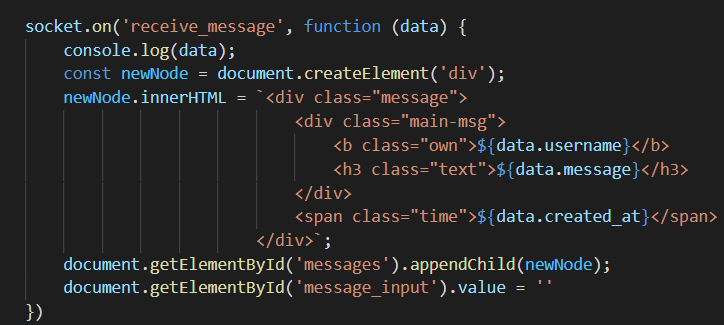 socket.on('receive_message', function (data) {
    console.log(data);
    const newNode = document.createElement('div');
    newNode.innerHTML = `<div class="message">
                            <div class="main-msg">
                                <b class="own">${data.username}</b>
                                <h3 class="text">${data.message}</h3>
                            </div>
                            <span class="time">${data.created_at}</span>
                        </div>`;
    document.getElementById('messages').appendChild(newNode);
    document.getElementById('message_input').value = ''
})